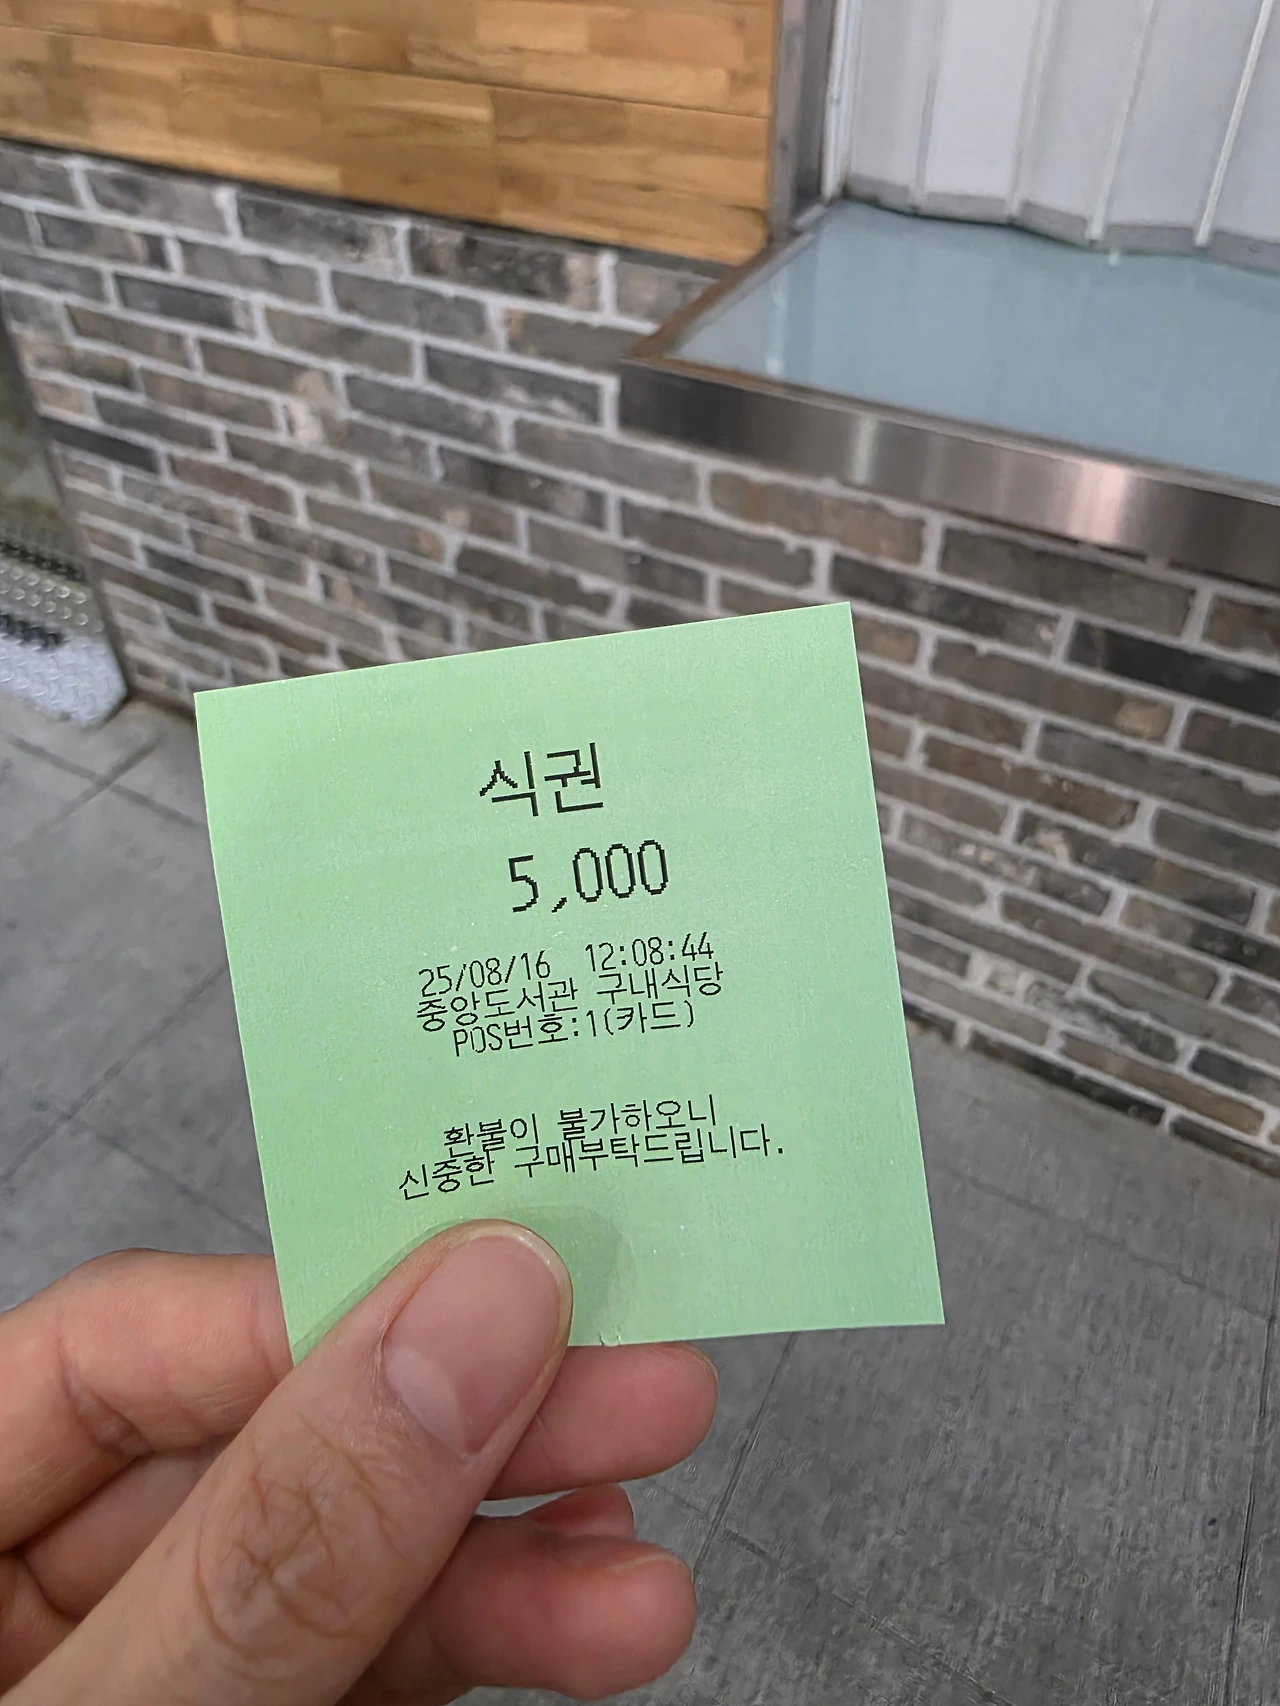 식권
5,000
25/08/16 12:08:44
중앙도서관 구내식당
POS번호:1(카드)
환불이 불가하오니
신중한 구매부탁드립니다.